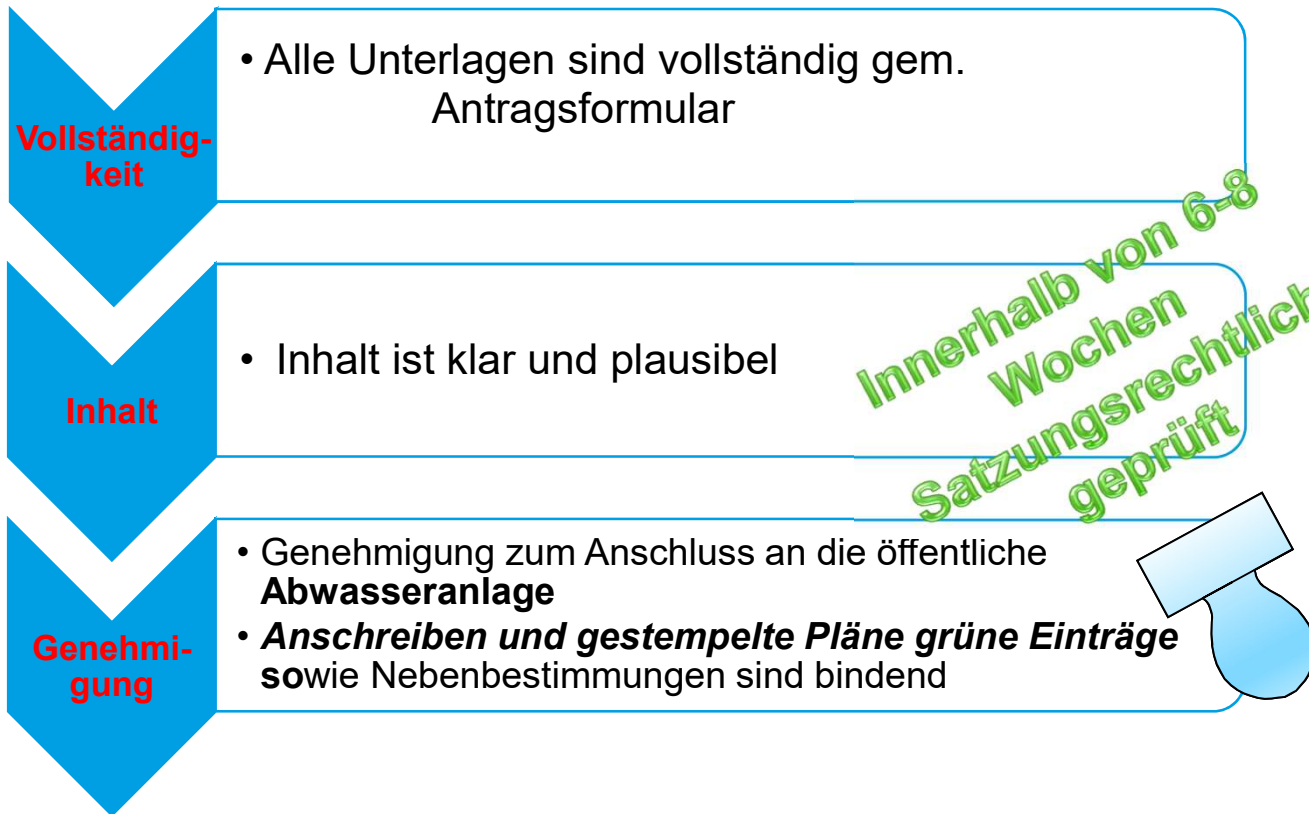 Vollständig-
keit
• Alle Unterlagen sind vollständig gem.
Antragsformular
Inhalt
• Inhalt ist klar und plausibel
Innerhalb von 6-8
Wochen
Satzungsrechtlich
geprüft
Genehmi-
gung
• Genehmigung zum Anschluss an die öffentliche
Abwasseranlage
• Anschreiben und gestempelte Pläne grüne Einträge
sowie Nebenbestimmungen sind bindend